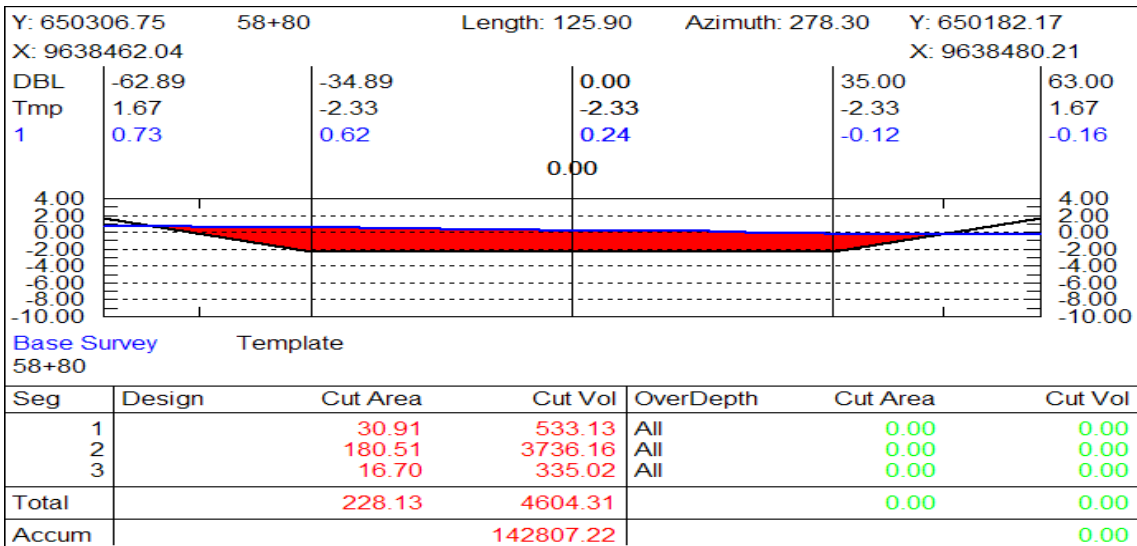 Y: 650306.75 58+80 Length: 125.90 Azimuth: 278.30 Y: 650182.17
X: 9638462.04 X: 9638480.21
DBL -62.89 -34.89 0.00 35.00 63.00
Tmp 1.67 -2.33 -2.33 -2.33 1.67
1 0.73 0.62 0.24 -0.12 -0.16
0.00
4.00 4.00
2.00 2.00
0.00 0.00
-2.00 -2.00
-4.00 -4.00
-6.00 -6.00
-8.00 -8.00
-10.00 -10.00
Base Survey Template
58+80
Seg Design Cut Area Cut Vol OverDepth Cut Area Cut Vol
1 30.91 533.13 All 0.00 0.00
2 180.51 3736.16 All 0.00 0.00
3 16.70 335.02 All 0.00 0.00
Total 228.13 4604.31 0.00 0.00
Accum 142807.22 0.00